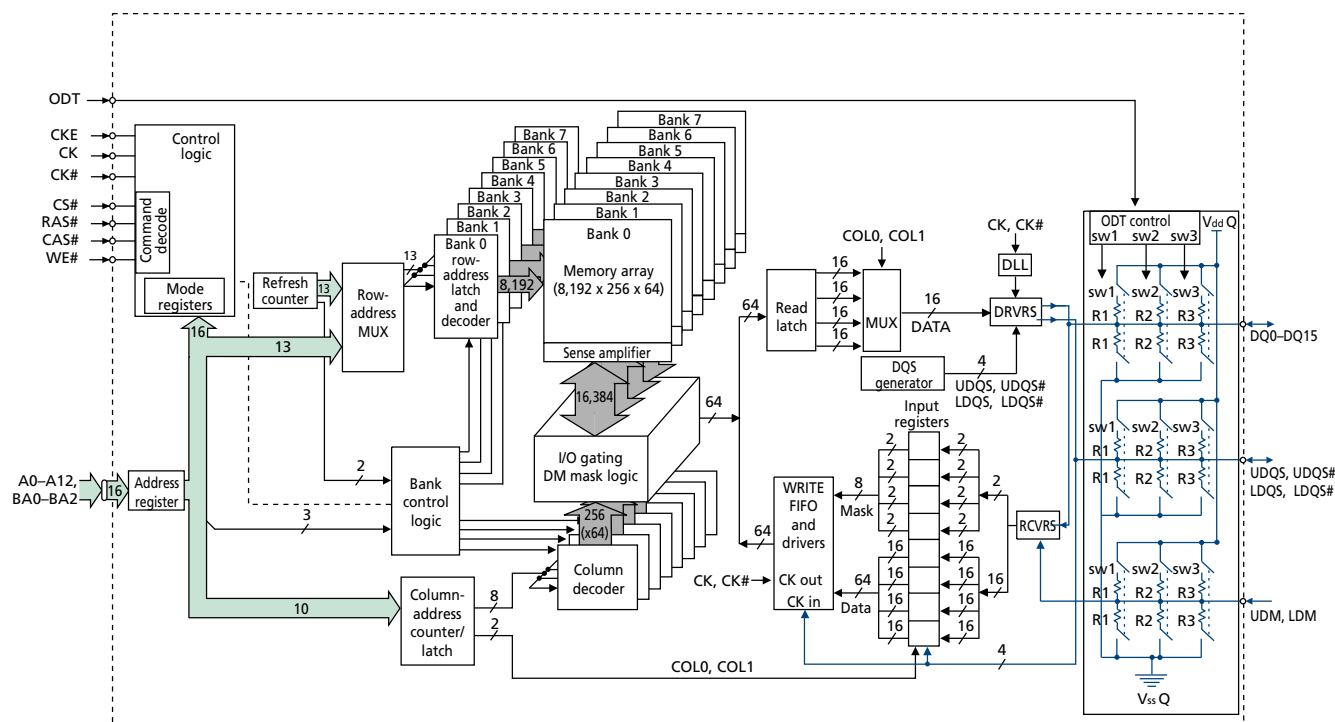 ODT
CKE
CK
CK#
CS#
RAS#
CAS#
WE#
Control
logic
Command
decode
Mode
registers
16
13
Refresh
counter
13
Row-
address
MUX
13
Bank 7
Bank 6
Bank 5
Bank 4
Bank 3
Bank 2
Bank 1
Bank 0
row-
address
latch
and
decoder
8,192
Bank 7
Bank 6
Bank 5
Bank 4
Bank 3
Bank 2
Bank 1
Bank 0
Memory array
(8,192 x 256 x 64)
Sense amplifier
16,384
I/O gating
DM mask logic
64
64
Read
latch
16
16
16
16
COL0, COL1
MUX
16
DATA
CK, CK#
DLL
DRVRS
DQS
generator
4
UDQS, UDQS#
LDQS, LDQS#
ODT control
sw1 sw2 sw3
Vdd Q
sw1 sw2 sw3
R1 R2 R3
R1 R2 R3
DQ0–DQ15
sw1 sw2 sw3
R1 R2 R3
R1 R2 R3
UDQS, UDQS#
LDQS, LDQS#
sw1 sw2 sw3
R1 R2 R3
R1 R2 R3
UDM, LDM
Vss Q
A0–A12,
BA0–BA2
16
Address
register
2
3
Bank
control
logic
256
(x64)
Column
decoder
10
Column-
address
counter/
latch
8
2
COL0, COL1
64
WRITE
FIFO
and
drivers
CK out
CK in
CK, CK#
8
Mask
64
Data
Input
registers
2
2
2
2
16
16
16
16
2
2
2
2
16
16
16
16
2
16
RCVRS
4